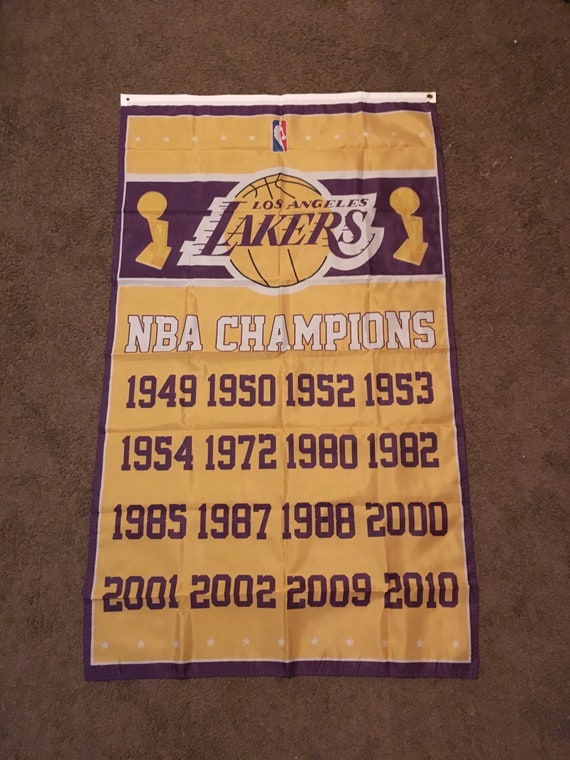 LOS ANGELES
LAKERS
NBA CHAMPIONS
1949 1950 1952 1953
1954 1972 1980 1982
1985 1987 1988 2000
2001 2002 2009 2010